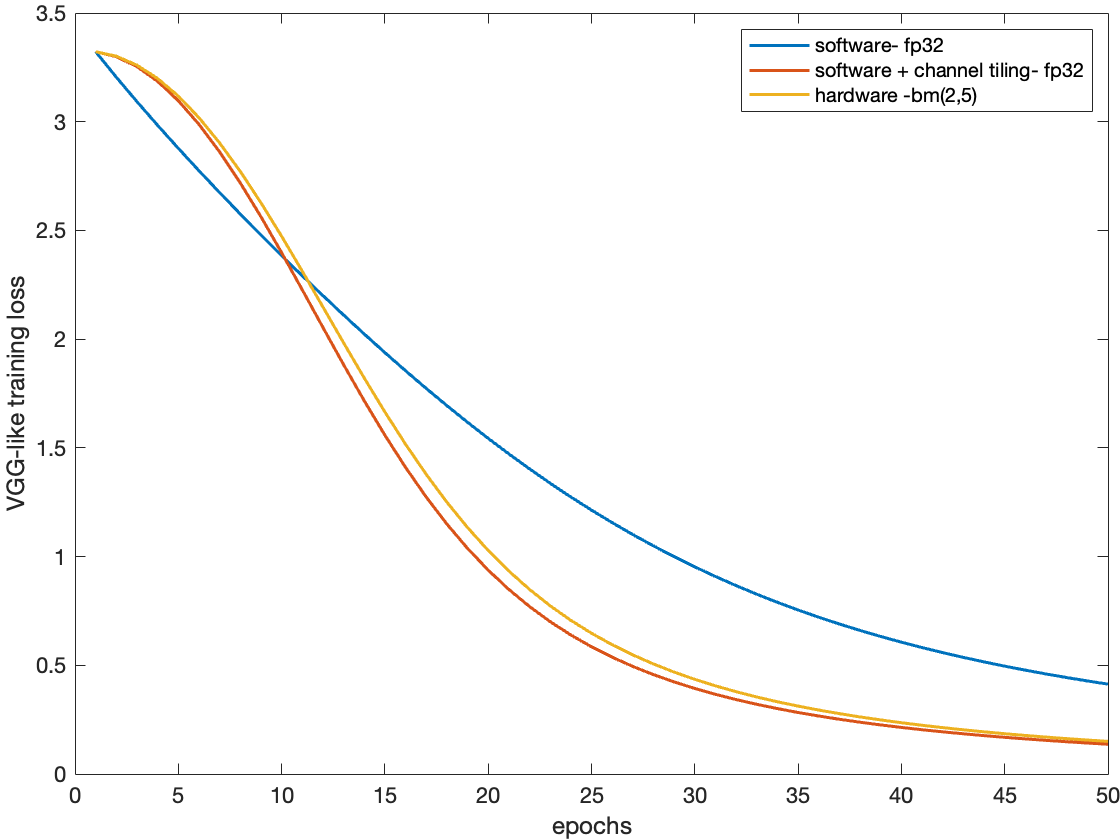 3.5
3
2.5
2
1.5
1
0.5
0
VGG-like training loss
software- fp32
software + channel tiling- fp32
hardware -bm(2,5)
0 5 10 15 20 25 30 35 40 45 50
epochs